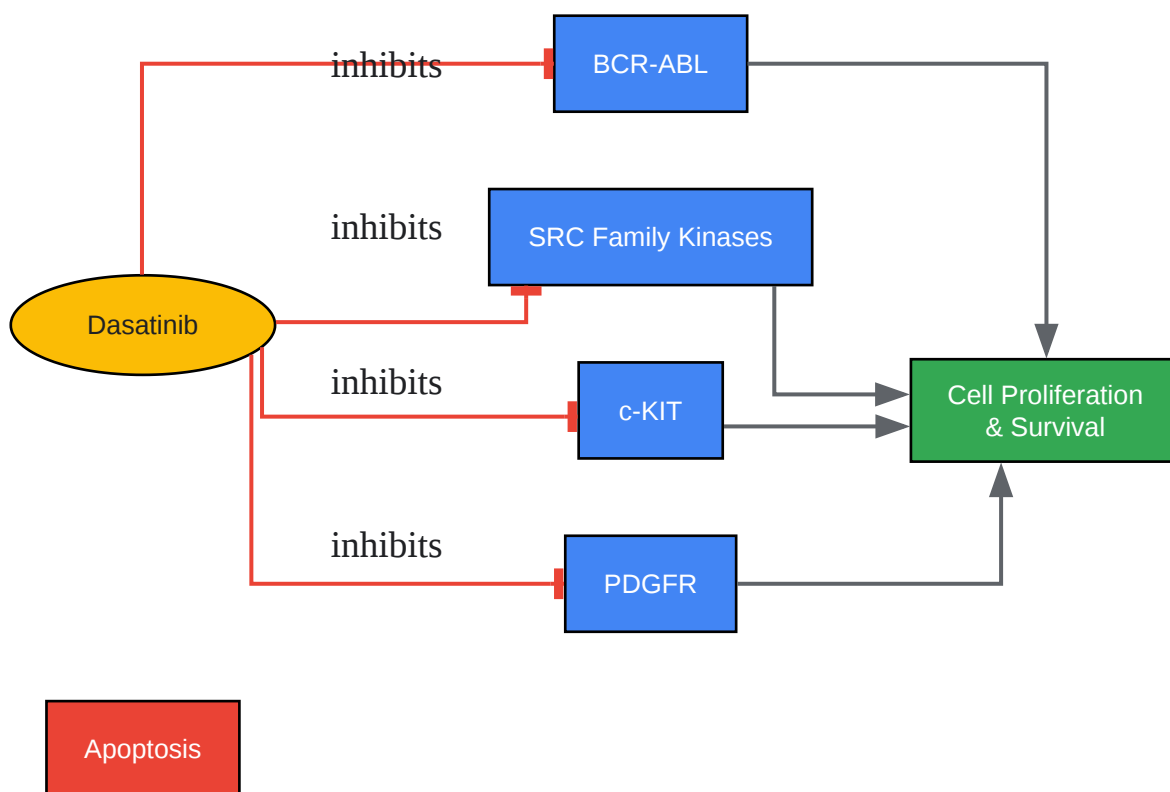 inhibits
BCR-ABL
inhibits
SRC Family Kinases
Dasatinib
inhibits
c-KIT
Cell Proliferation
& Survival
inhibits
PDGFR
Apoptosis